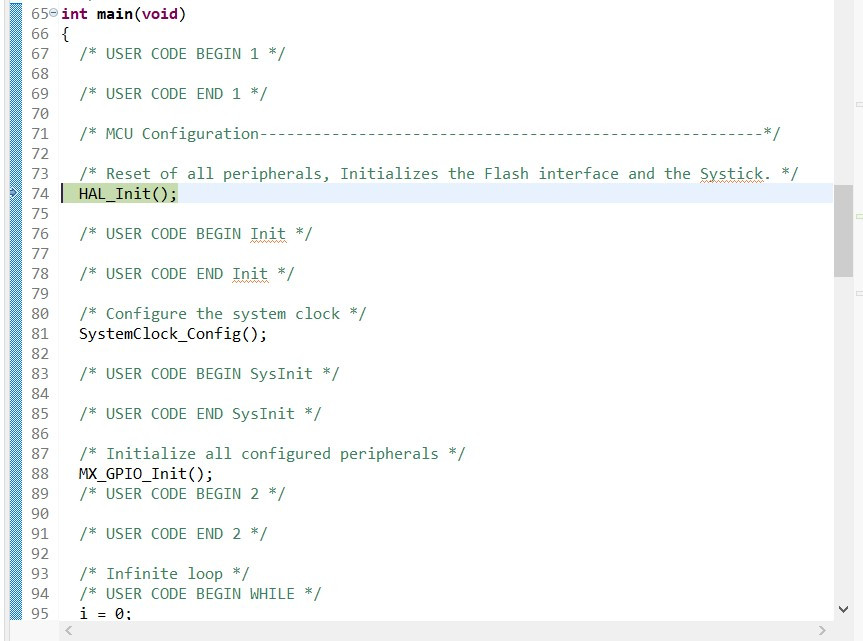 65 int main(void)
66 {
67   /* USER CODE BEGIN 1 */
68
69   /* USER CODE END 1 */
70
71   /* MCU Configuration--------------------------------------------------------*/
72
73   /* Reset of all peripherals, Initializes the Flash interface and the Systick. */
74   HAL_Init();
75
76   /* USER CODE BEGIN Init */
77
78   /* USER CODE END Init */
79
80   /* Configure the system clock */
81   SystemClock_Config();
82
83   /* USER CODE BEGIN SysInit */
84
85   /* USER CODE END SysInit */
86
87   /* Initialize all configured peripherals */
88   MX_GPIO_Init();
89   /* USER CODE BEGIN 2 */
90
91   /* USER CODE END 2 */
92
93   /* Infinite loop */
94   /* USER CODE BEGIN WHILE */
95   i = 0;